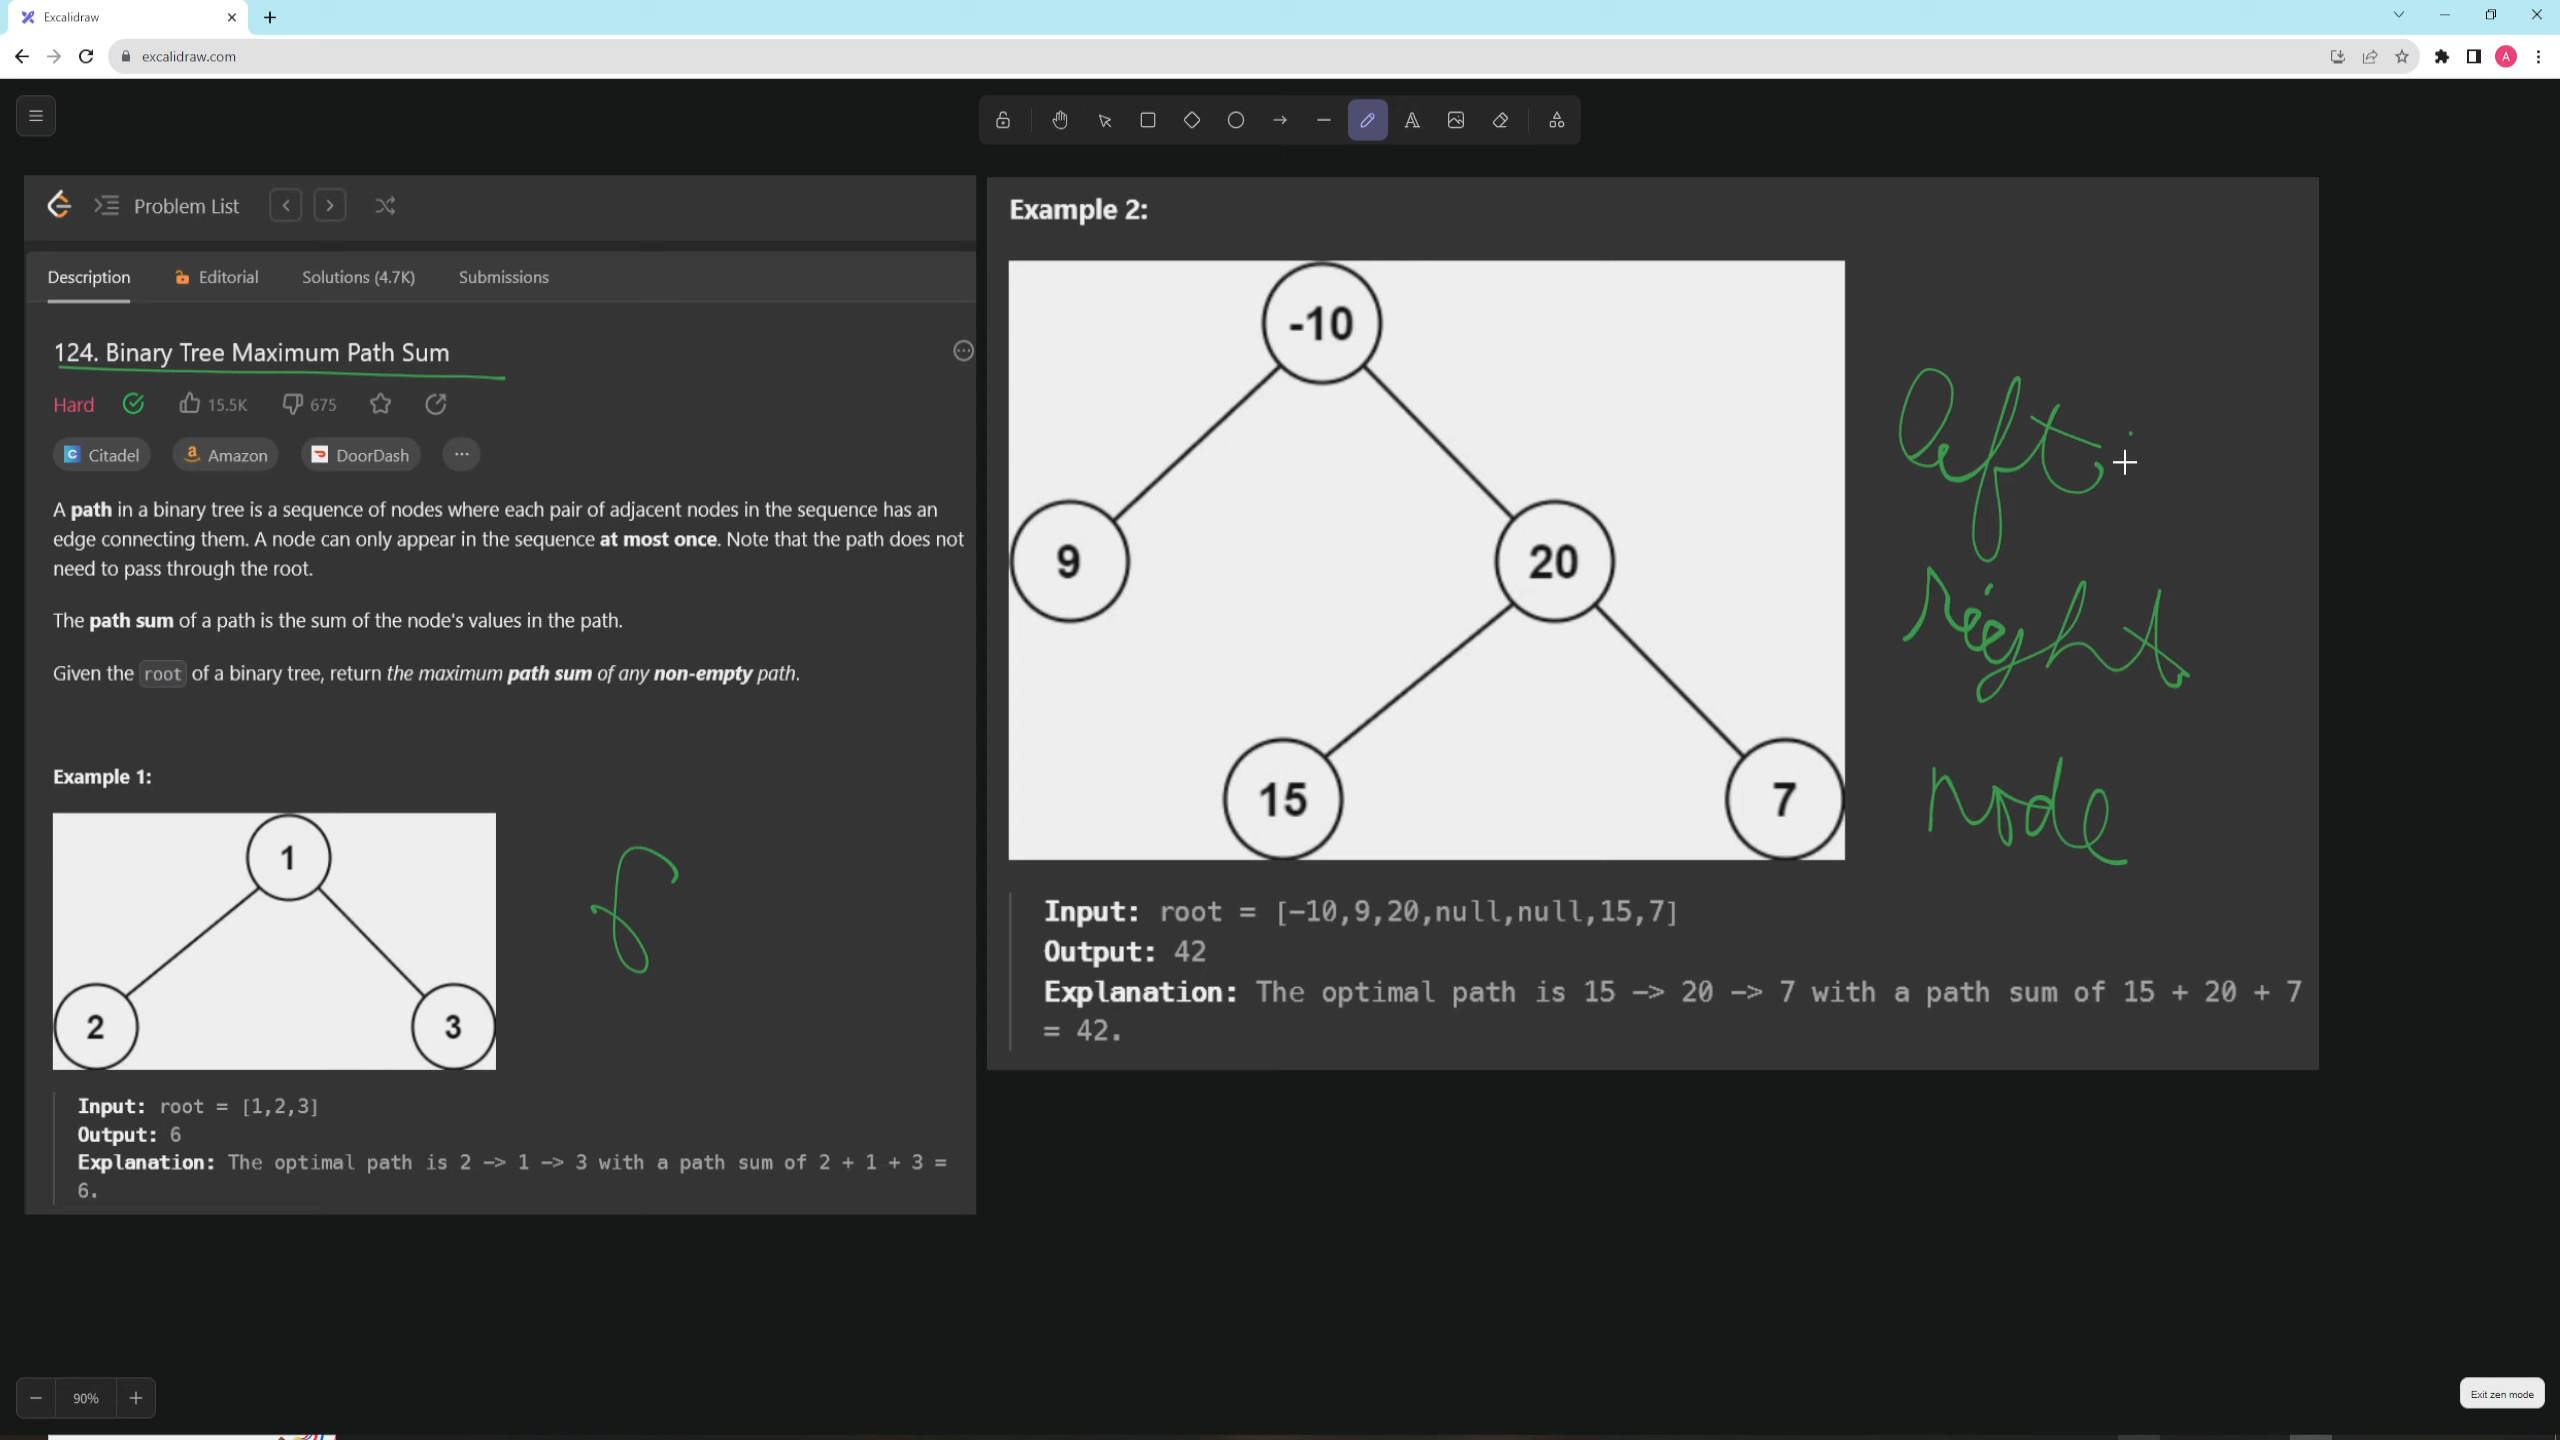 Excalidraw
excalidraw.com
A
Problem List
Description Editorial Solutions (4.7K) Submissions
124. Binary Tree Maximum Path Sum
Hard 15.5K 675
Citadel Amazon DoorDash
A path in a binary tree is a sequence of nodes where each pair of adjacent nodes in the sequence has an
edge connecting them. A node can only appear in the sequence at most once. Note that the path does not
need to pass through the root.
The path sum of a path is the sum of the node's values in the path.
Given the root of a binary tree, return the maximum path sum of any non-empty path.
Example 1:
1
2 3
Input: root = [1,2,3]
Output: 6
Explanation: The optimal path is 2 -> 1 -> 3 with a path sum of 2 + 1 + 3 =
6.
Example 2:
-10
9 20
15 7
Input: root = [-10,9,20,null,null,15,7]
Output: 42
Explanation: The optimal path is 15 -> 20 -> 7 with a path sum of 15 + 20 + 7
= 42.
left
right
node
90%
Exit zen mode